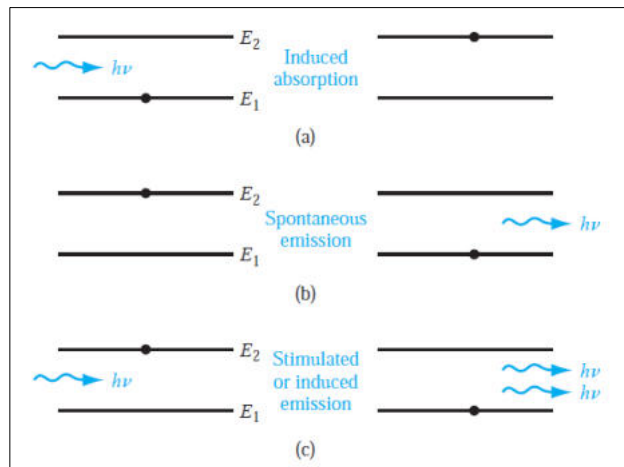 E2
hν
Induced
absorption
E1
(a)
E2
Spontaneous
emission
hν
E1
(b)
E2
hν
Stimulated
or induced
emission
hν
hν
E1
(c)